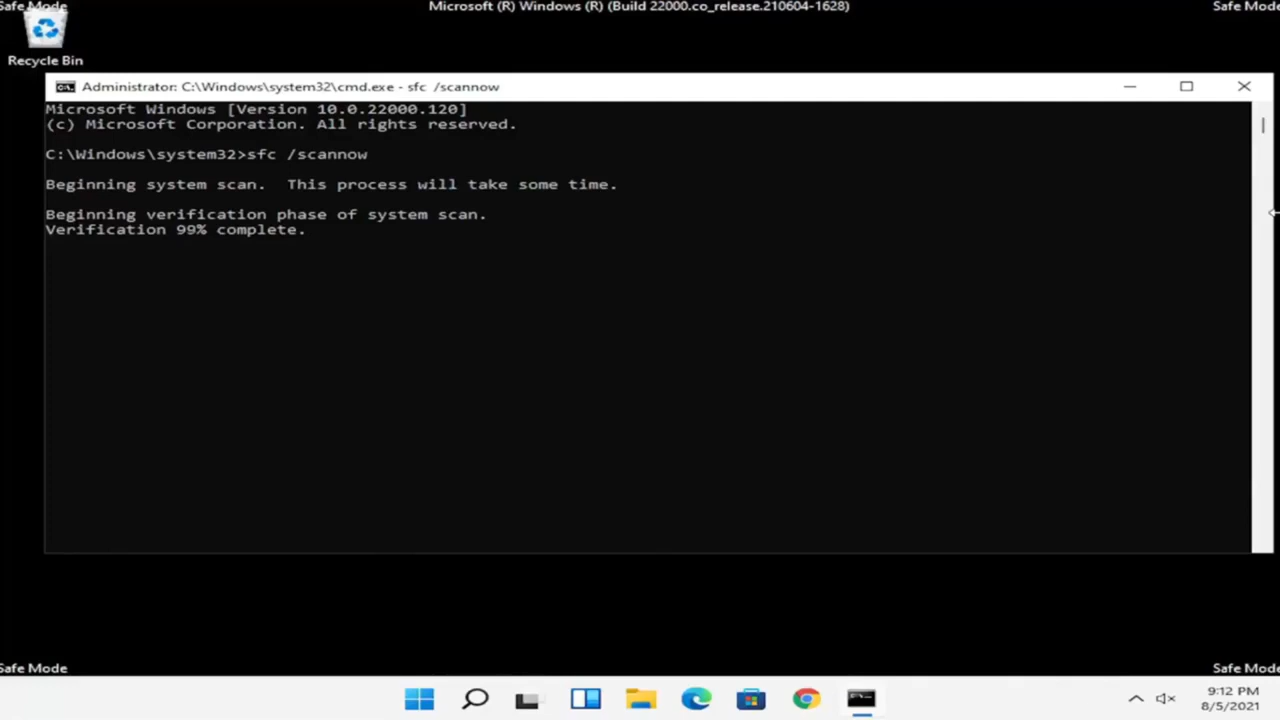 Safe Mode
Microsoft (R) Windows (R) (Build 22000.co_release.210604-1628)
Safe Mode
Recycle Bin
Administrator: C:\Windows\system32\cmd.exe - sfc  /scannow
Microsoft Windows [Version 10.0.22000.120]
(c) Microsoft Corporation. All rights reserved.
C:\Windows\system32>sfc /scannow
Beginning system scan.  This process will take some time.
Beginning verification phase of system scan.
Verification 99% complete.
Safe Mode
Safe Mode
9:12 PM
8/5/2021